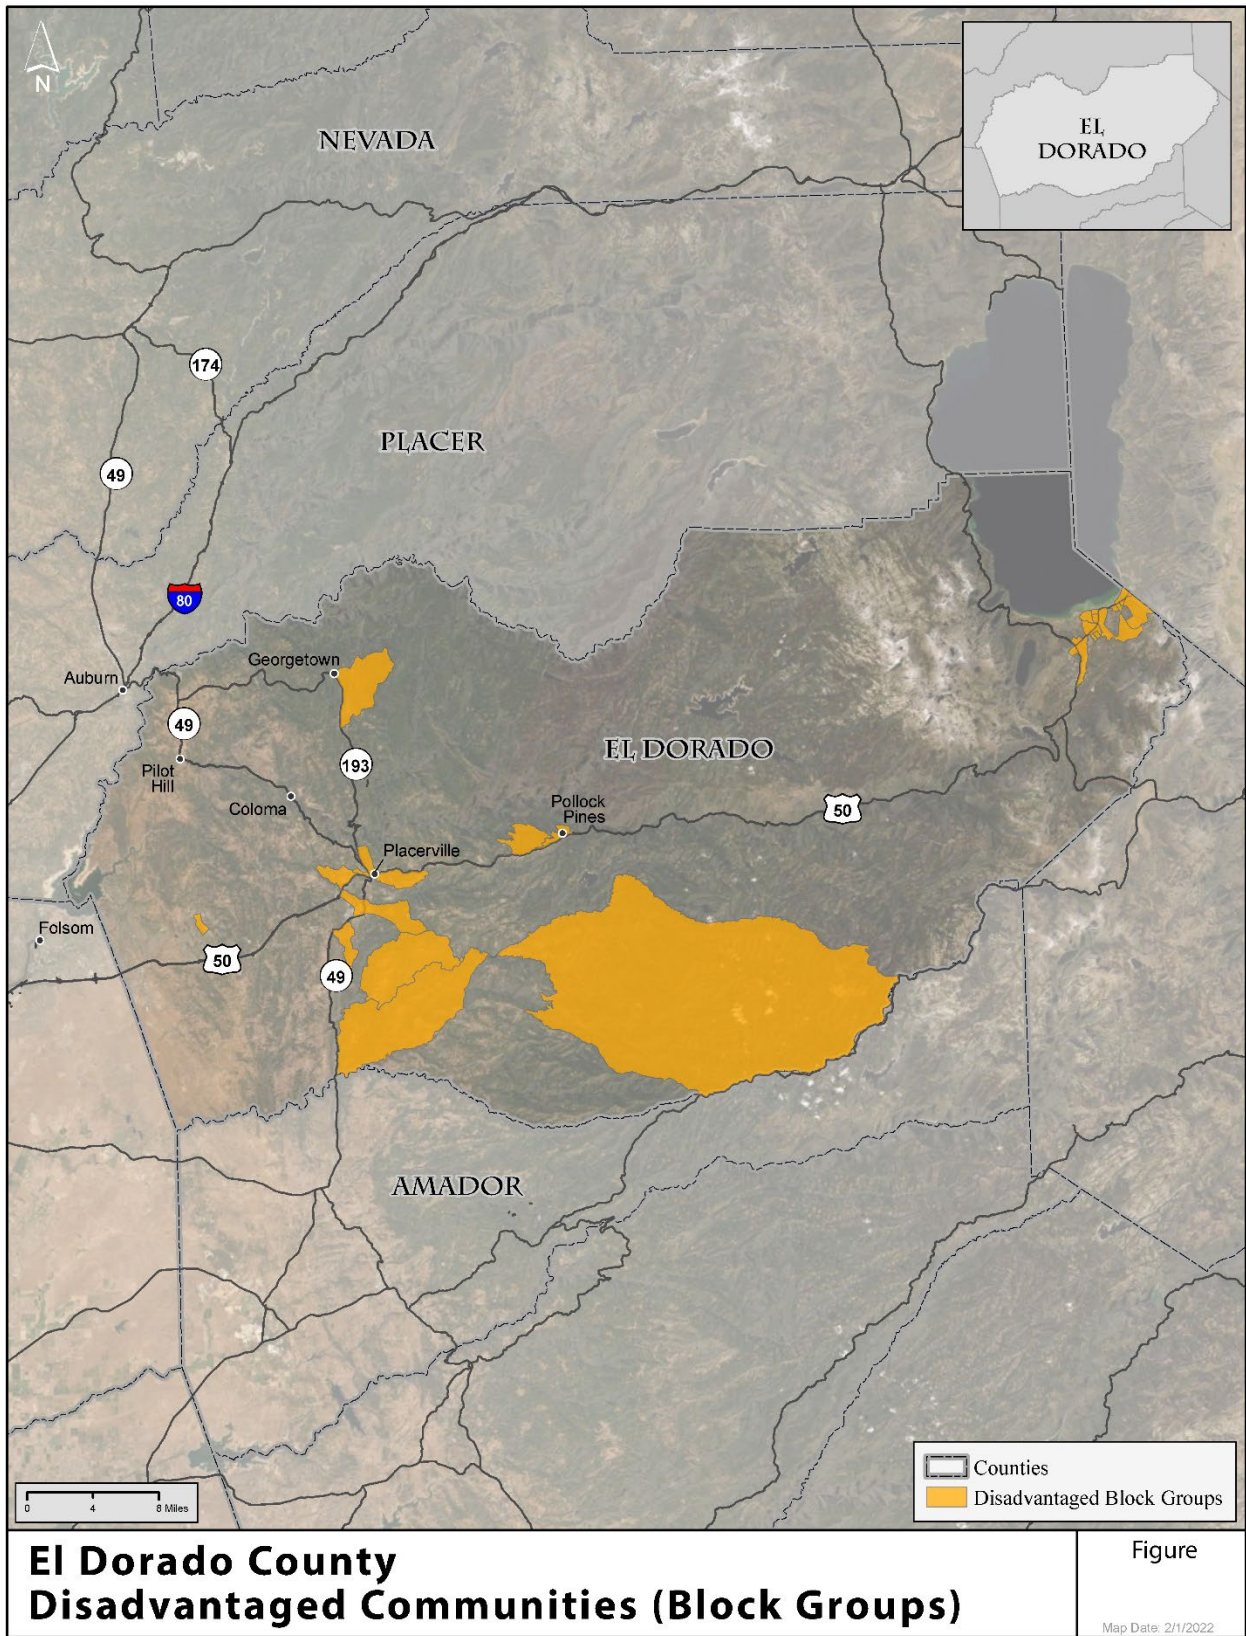 N
NEVADA
EL
DORADO
174
PLACER
49
80
Auburn
Georgetown
49
Pilot
Hill
193
EL DORADO
Coloma
Pollock
Pines
50
Placerville
Folsom
50
49
AMADOR
Counties
Disadvantaged Block Groups
0 4 8 Miles
El Dorado County
Disadvantaged Communities (Block Groups)
Figure
Map Date: 2/1/2022